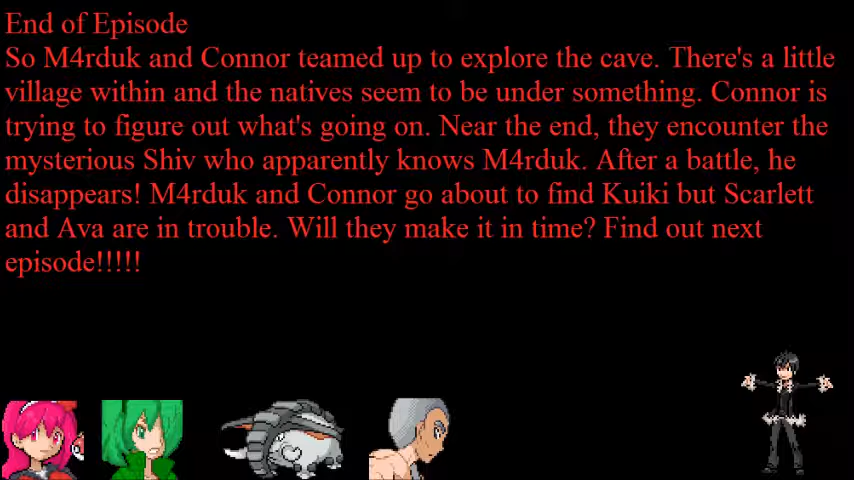 End of Episode
So M4rduk and Connor teamed up to explore the cave. There's a little
village within and the natives seem to be under something. Connor is
trying to figure out what's going on. Near the end, they encounter the
mysterious Shiv who apparently knows M4rduk. After a battle, he
disappears! M4rduk and Connor go about to find Kuiki but Scarlett
and Ava are in trouble. Will they make it in time? Find out next
episode!!!!!